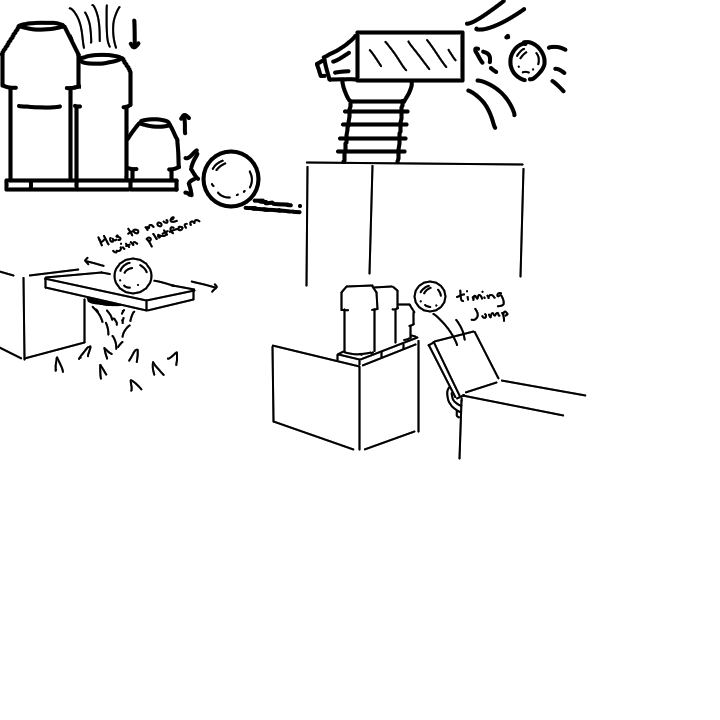 Has to move
with platform
timing
Jump